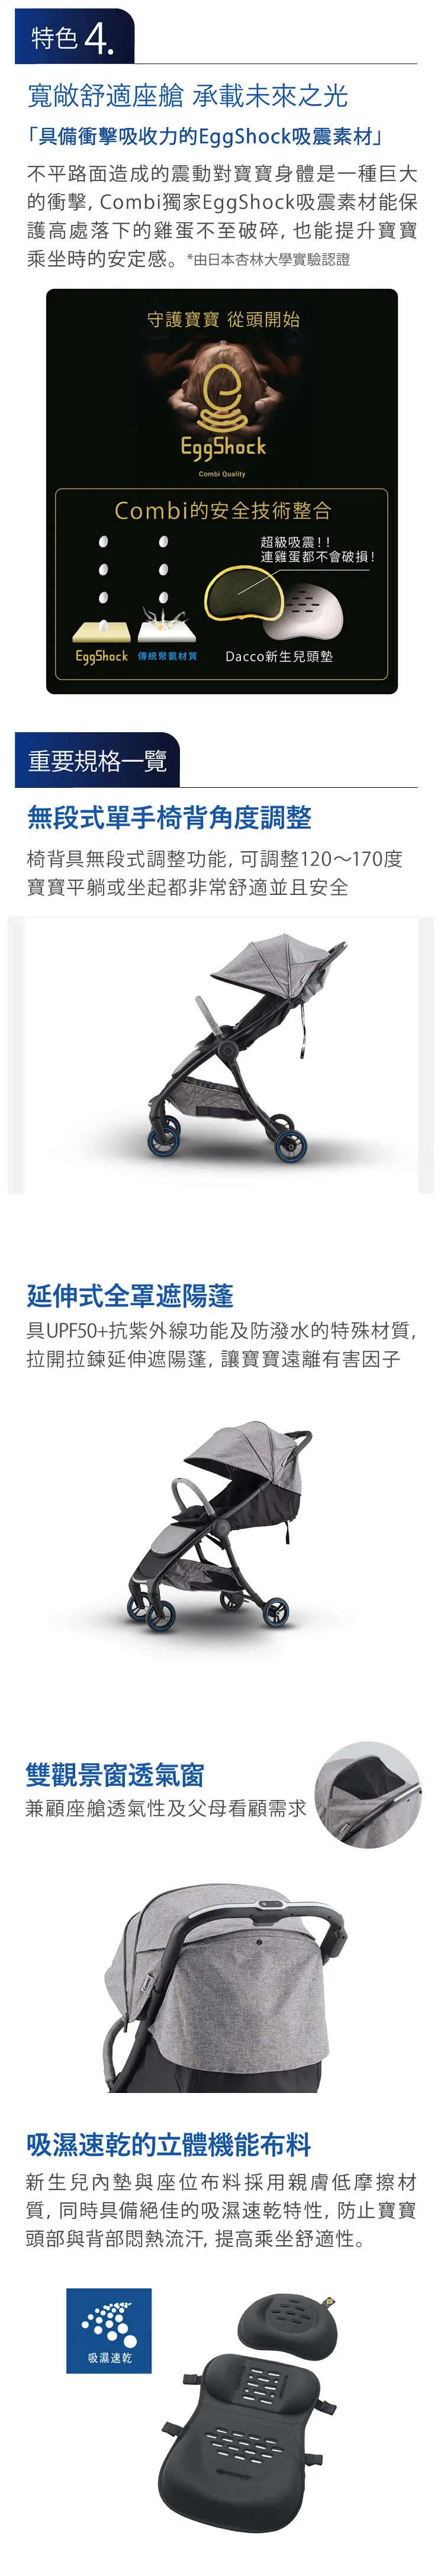 特色 4.
寬敞舒適座艙 承載未來之光
「具備衝擊吸收力的EggShock吸震素材」
不平路面造成的震動對寶寶身體是一種巨大
的衝擊, Combi獨家EggShock吸震素材能保
護高處落下的雞蛋不至破碎, 也能提升寶寶
乘坐時的安定感。*由日本杏林大學實驗認證
守護寶寶 從頭開始
EggShock
Combi Quality
Combi的安全技術整合
超級吸震!!
連雞蛋都不會破損!
EggShock 傳統聚氨材質
Dacco新生兒頭墊
重要規格一覽
無段式單手椅背角度調整
椅背具無段式調整功能, 可調整120～170度
寶寶平躺或坐起都非常舒適並且安全
延伸式全罩遮陽蓬
具UPF50+抗紫外線功能及防潑水的特殊材質,
拉開拉鍊延伸遮陽蓬, 讓寶寶遠離有害因子
雙觀景窗透氣窗
兼顧座艙透氣性及父母看顧需求
吸濕速乾的立體機能布料
新生兒內墊與座位布料採用親膚低摩擦材
質, 同時具備絕佳的吸濕速乾特性, 防止寶寶
頭部與背部悶熱流汗, 提高乘坐舒適性。
吸濕速乾